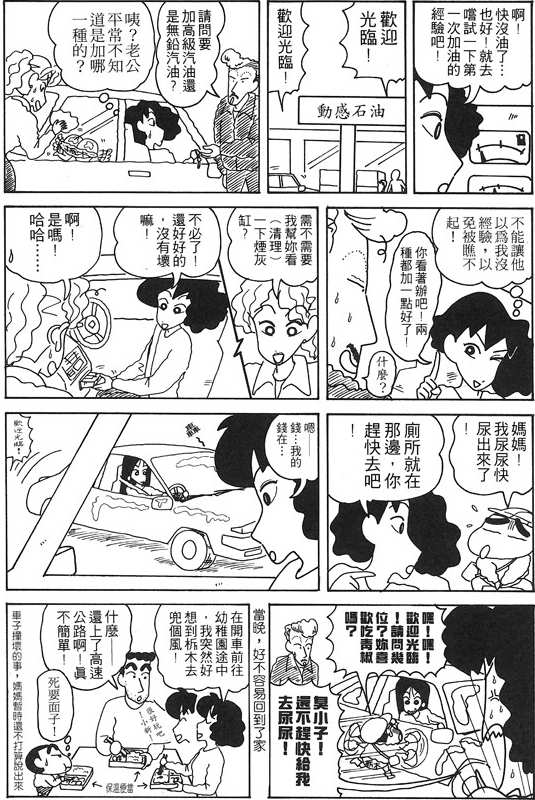 啊！
快沒油了…
也好！就去
嚐試一下第
一次加油的
經驗吧！
歡迎
光臨！
歡迎光臨！
動感石油
請問要
加高級汽油還
是無鉛汽油？
咦？老公
平常不知
道是加哪
一種的？
不能讓他
以為我沒
經驗，以
免被瞧不
起！
你看著辦吧！兩
種都加一點好了！
什麼？
需不需要
我幫妳看
（清理）
一下煙灰
缸？
不必了！
還好好的
，沒有壞
嘛！
啊！
是嗎！
哈哈……
媽媽！
我尿尿快
尿出來了
！
廁所就在
那邊，你
趕快去吧
！
嗯——
錢…我的
錢在…
歡迎光臨！
嘿！嘿！
歡迎光臨
！請問幾
位？妳喜
歡吃青椒
嗎？
臭小子！
還不趕快給我
去尿尿！
當晚，好不容易回到了家
在開車前往
幼稚園途中
，我突然好
想到栃木去
兜個風！
什麼——
還上了高速
公路啊！真
不簡單！
死要面子！
保溫便當
車子撞壞的事，媽媽暫時還不打算說出來